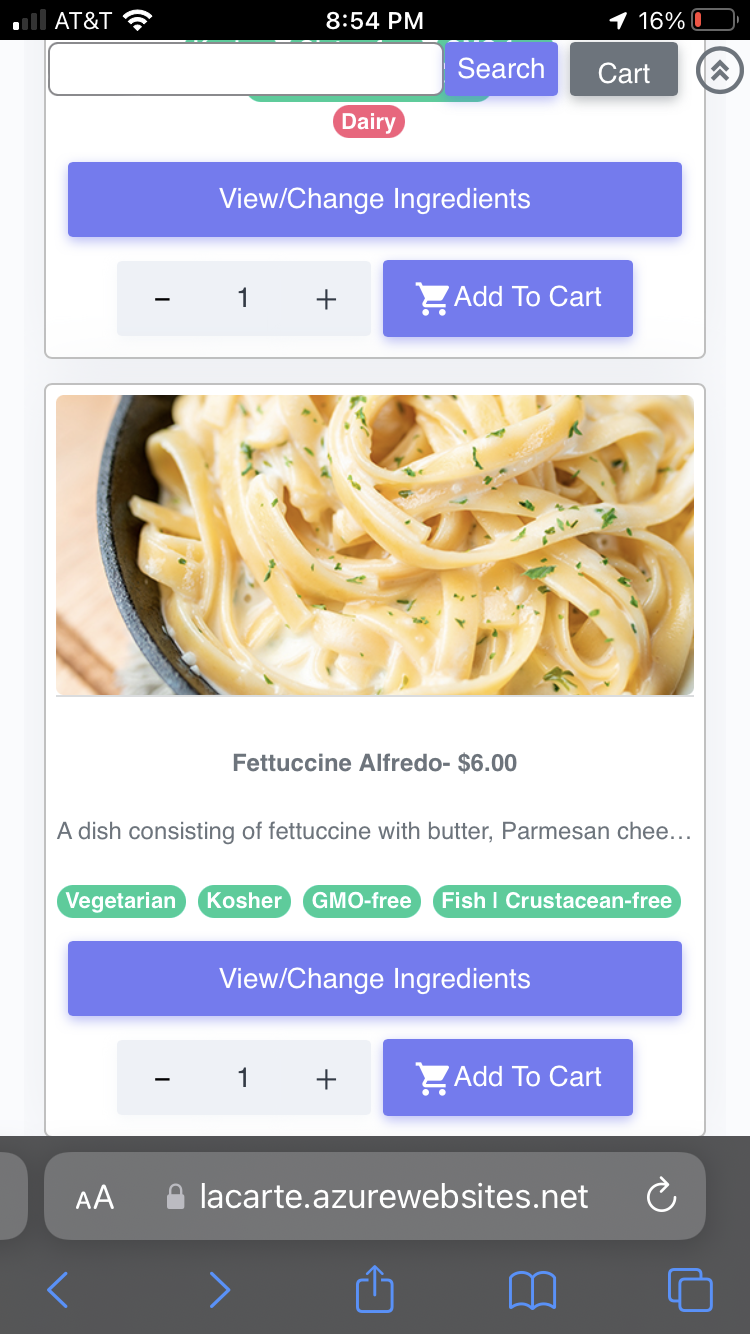 AT&T 8:54 PM 16%
Search Cart
Dairy
View/Change Ingredients
− 1 + Add To Cart
Fettuccine Alfredo- $6.00
A dish consisting of fettuccine with butter, Parmesan chee...
Vegetarian Kosher GMO-free Fish | Crustacean-free
View/Change Ingredients
− 1 + Add To Cart
AA lacarte.azurewebsites.net